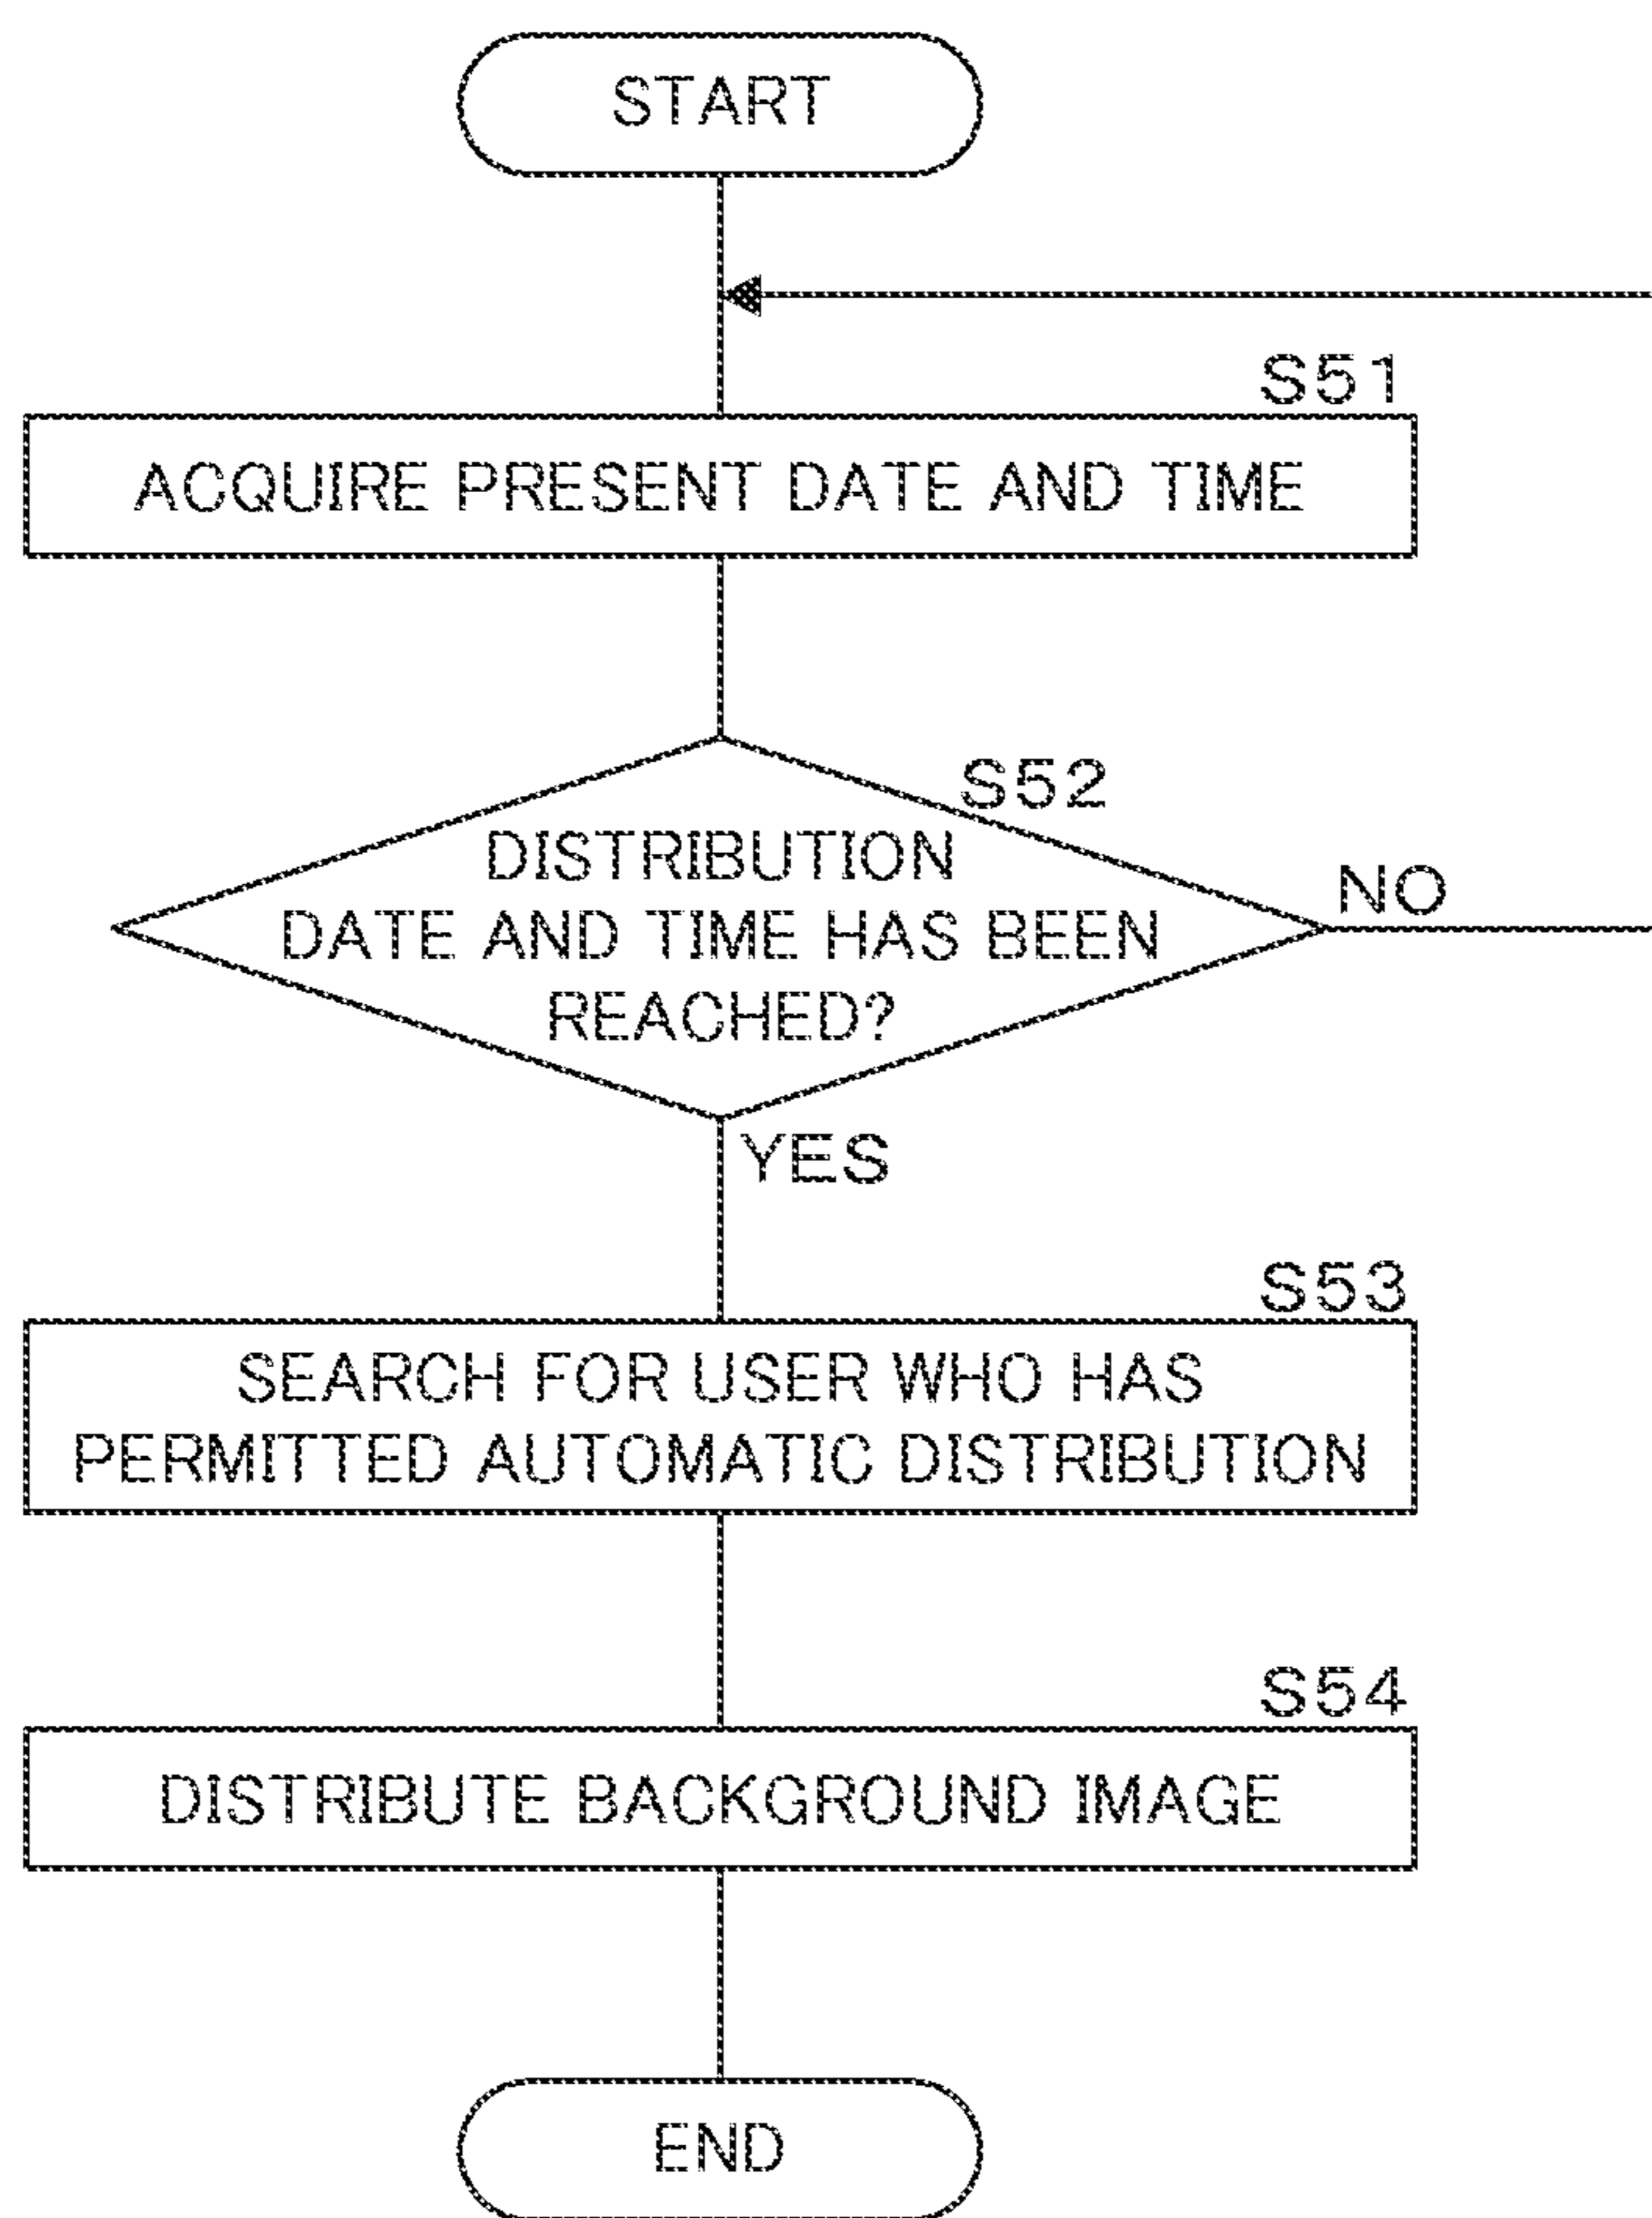 START
S51
ACQUIRE PRESENT DATE AND TIME
S52
DISTRIBUTION
DATE AND TIME HAS BEEN
REACHED?
NO
YES
S53
SEARCH FOR USER WHO HAS
PERMITTED AUTOMATIC DISTRIBUTION
S54
DISTRIBUTE BACKGROUND IMAGE
END